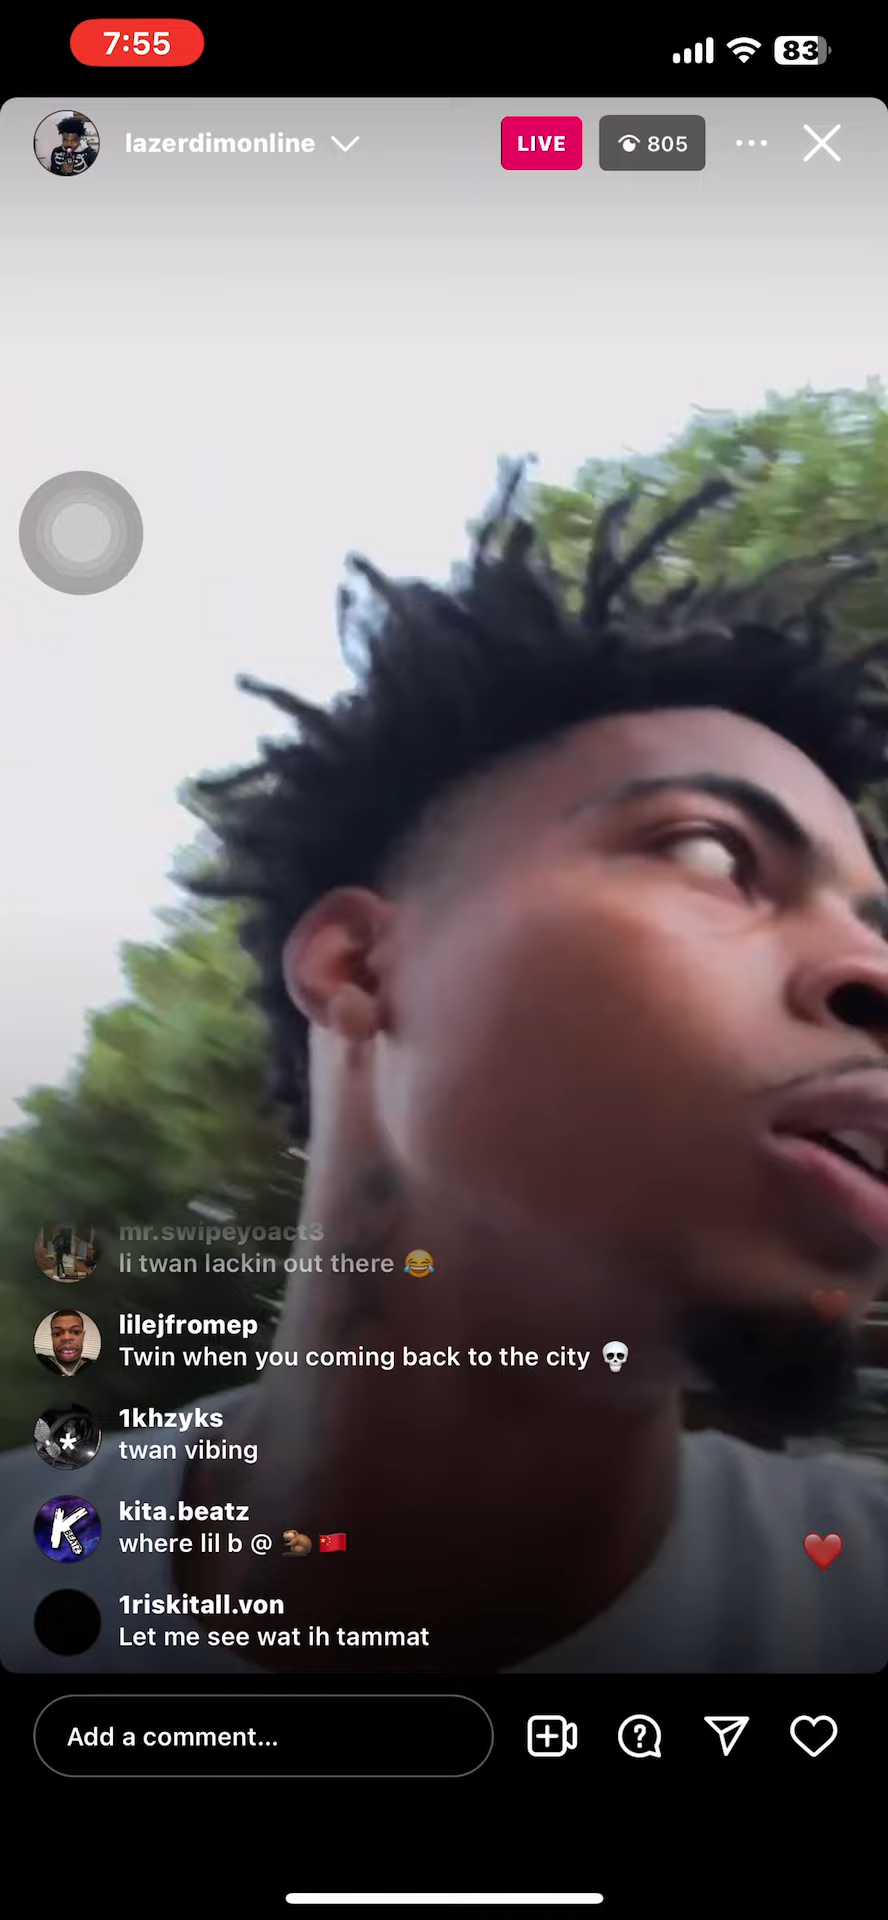 7:55
83
lazerdimonline
LIVE
805
mr.swipeyoact3
li twan lackin out there 😂
lilejfromep
Twin when you coming back to the city 💀
1khzyks
twan vibing
kita.beatz
where lil b @ 🦫🇨🇳
1riskitall.von
Let me see wat ih tammat
Add a comment...